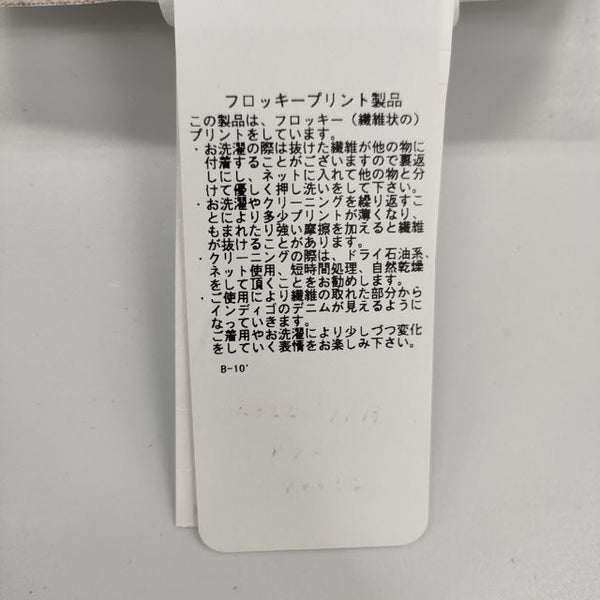 フロッキープリント製品
この製品は、フロッキー（繊維状の）
プリントをしています。
・お洗濯の際は抜けた繊維が他の物に
付着することがございますので裏返
しにし、ネットに入れて他の物と分
けて優しく押し洗いをして下さい。
・お洗濯やクリーニングを繰り返すこ
とにより多少プリントが薄くなり、
もまれたり強い摩擦を加えると繊維
が抜けることがあります。
・クリーニングの際は、ドライ石油系、
ネット使用、短時間処理、自然乾燥
をして頂くことをお勧めします。
・ご使用により繊維の取れた部分から
インディゴのデニムが見えるように
なっていきます。
ご着用やお洗濯により少しづつ変化
をしていく表情をお楽しみ下さい。
B-10'